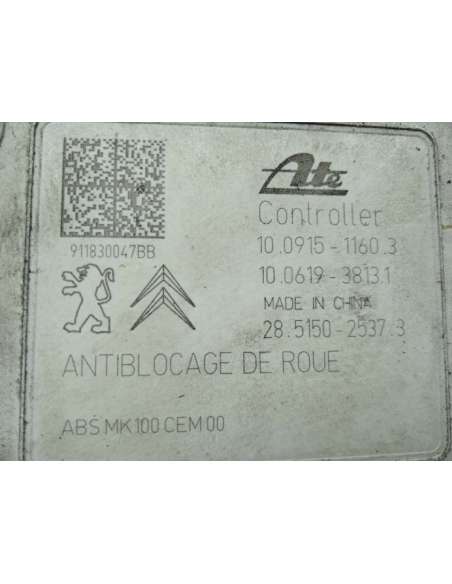 Ate
Controller
10.0915-1160.3
10.0619-3813.1
911830047BB
MADE IN CHINA
28.5150-2537.3
ANTIBLOCAGE DE ROUE
ABS MK100 CEM 00